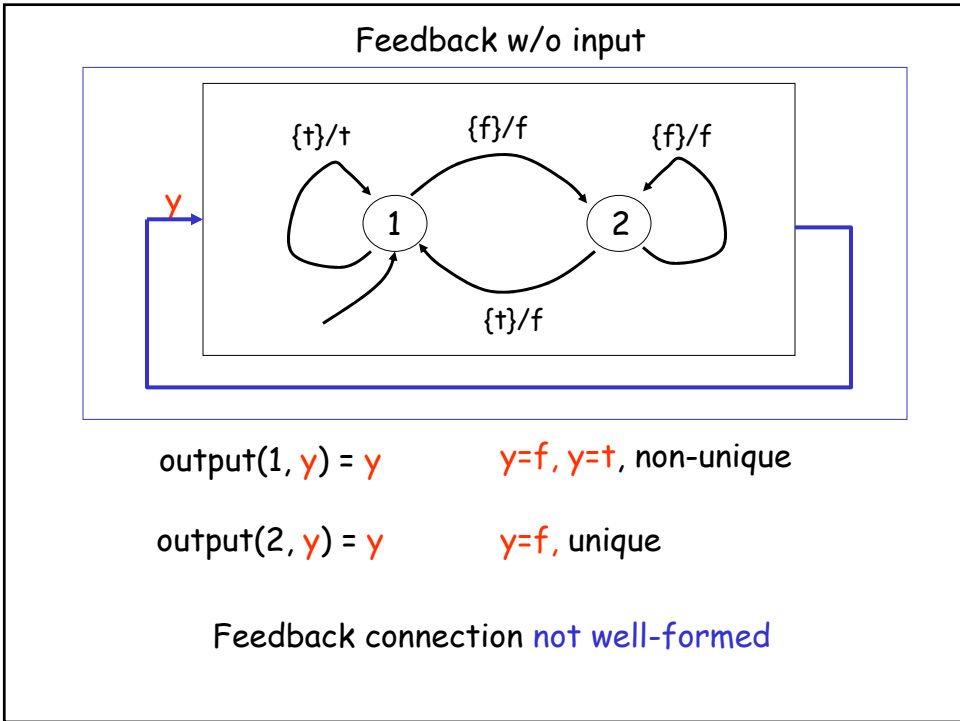 Feedback w/o input
{t}/t
{f}/f
{f}/f
y
1
2
{t}/f
output(1, y) = y y=f, y=t, non-unique
output(2, y) = y y=f, unique
Feedback connection not well-formed